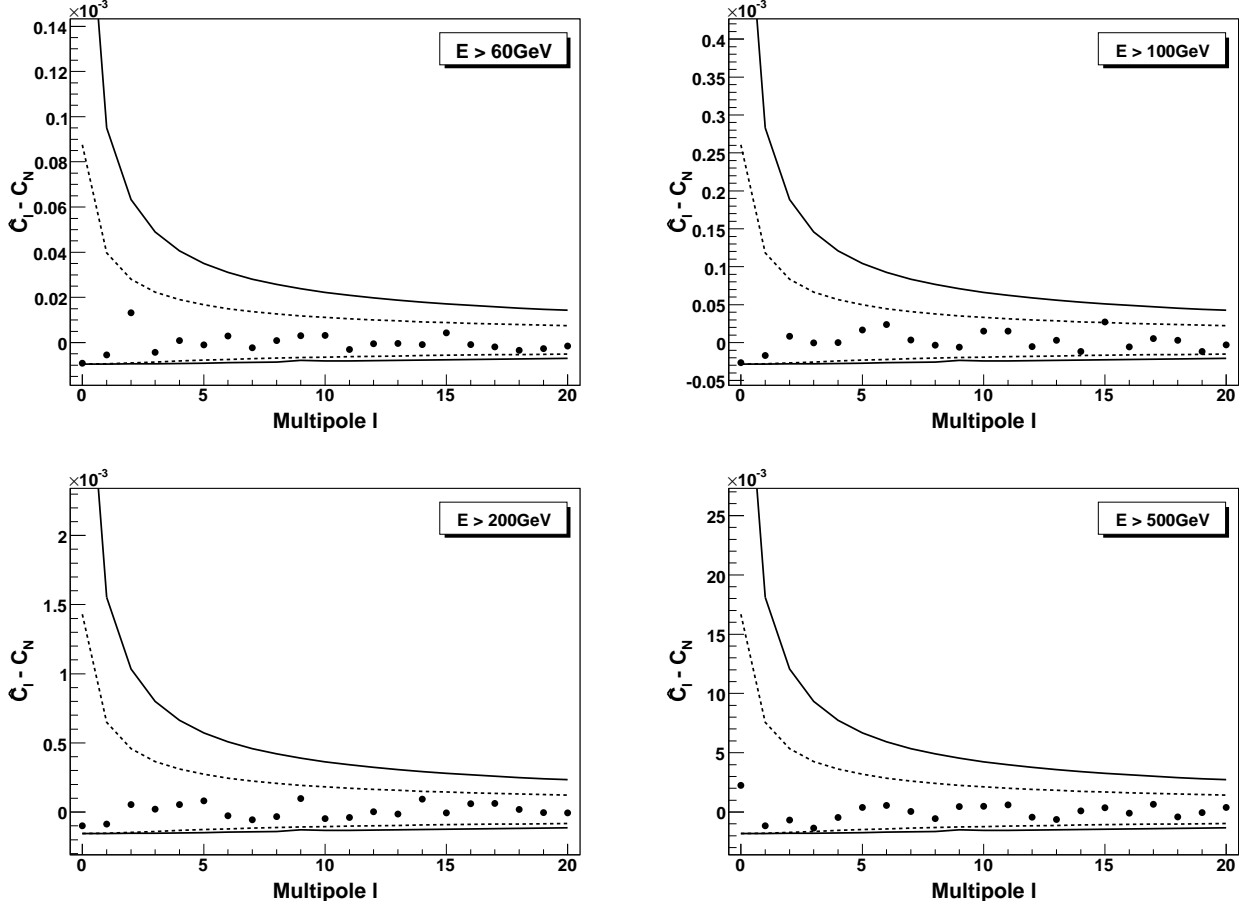 ×10⁻³
0.14
0.12
0.1
0.08
0.06
0.04
0.02
0
Ĉ_l - C_N
E > 60GeV
0 5 10 15 20
Multipole l
×10⁻³
0.4
0.35
0.3
0.25
0.2
0.15
0.1
0.05
0
-0.05
Ĉ_l - C_N
E > 100GeV
0 5 10 15 20
Multipole l
×10⁻³
2
1.5
1
0.5
0
Ĉ_l - C_N
E > 200GeV
0 5 10 15 20
Multipole l
×10⁻³
25
20
15
10
5
0
Ĉ_l - C_N
E > 500GeV
0 5 10 15 20
Multipole l